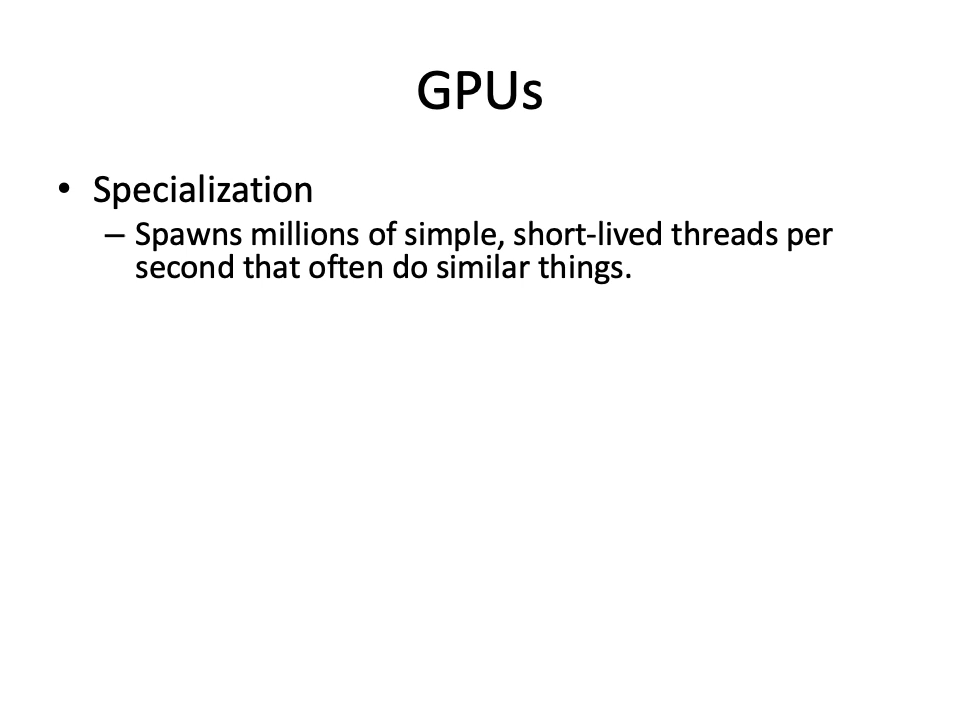 GPUs
• Specialization
– Spawns millions of simple, short-lived threads per
second that often do similar things.